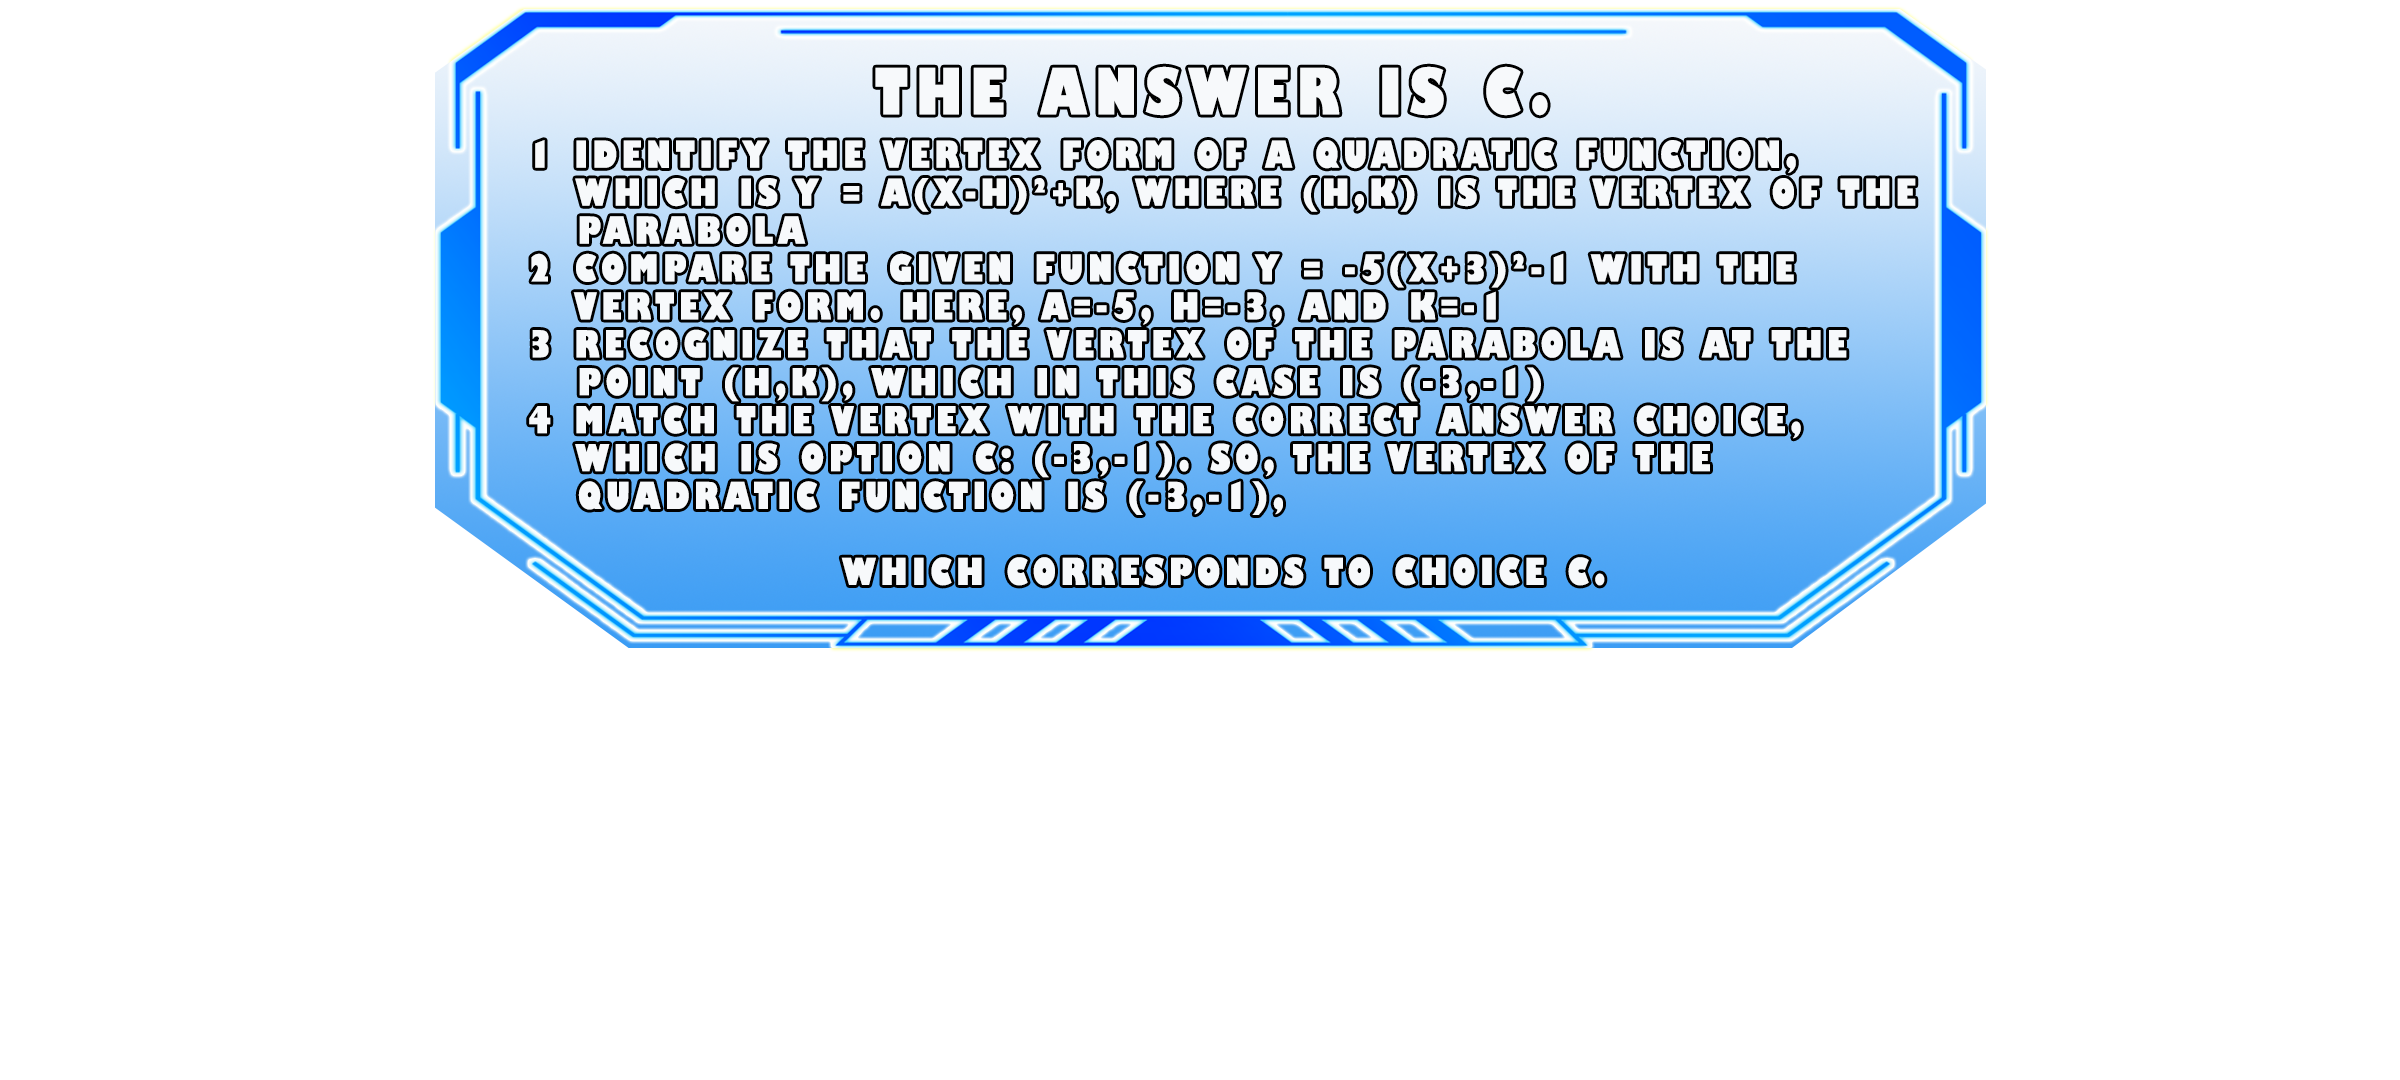 THE ANSWER IS C.
1 IDENTIFY THE VERTEX FORM OF A QUADRATIC FUNCTION,
WHICH IS Y = A(X-H)²+K, WHERE (H,K) IS THE VERTEX OF THE
PARABOLA
2 COMPARE THE GIVEN FUNCTION Y = -5(X+3)²-1 WITH THE
VERTEX FORM. HERE, A=-5, H=-3, AND K=-1
3 RECOGNIZE THAT THE VERTEX OF THE PARABOLA IS AT THE
POINT (H,K), WHICH IN THIS CASE IS (-3,-1)
4 MATCH THE VERTEX WITH THE CORRECT ANSWER CHOICE,
WHICH IS OPTION C: (-3,-1). SO, THE VERTEX OF THE
QUADRATIC FUNCTION IS (-3,-1),
WHICH CORRESPONDS TO CHOICE C.